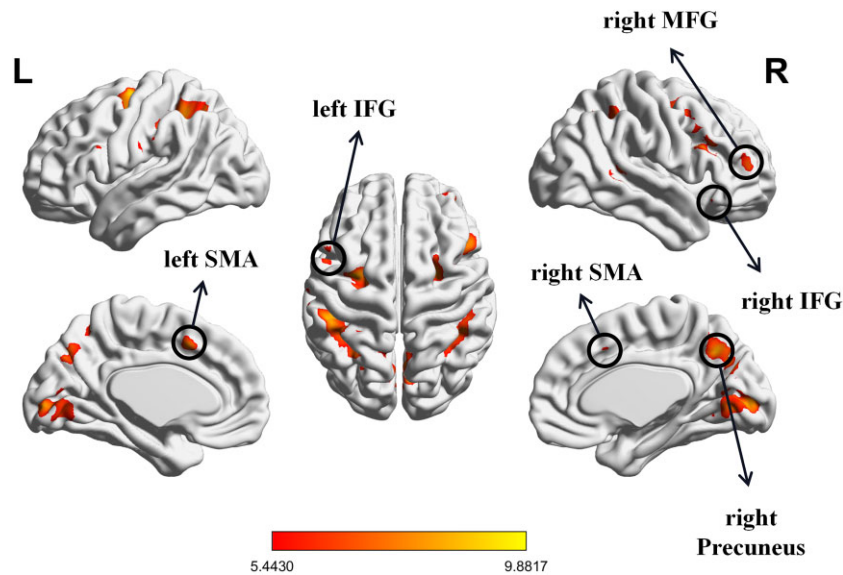 right MFG
L
R
left IFG
left SMA
right SMA
right IFG
right
Precuneus
5.4430
9.8817